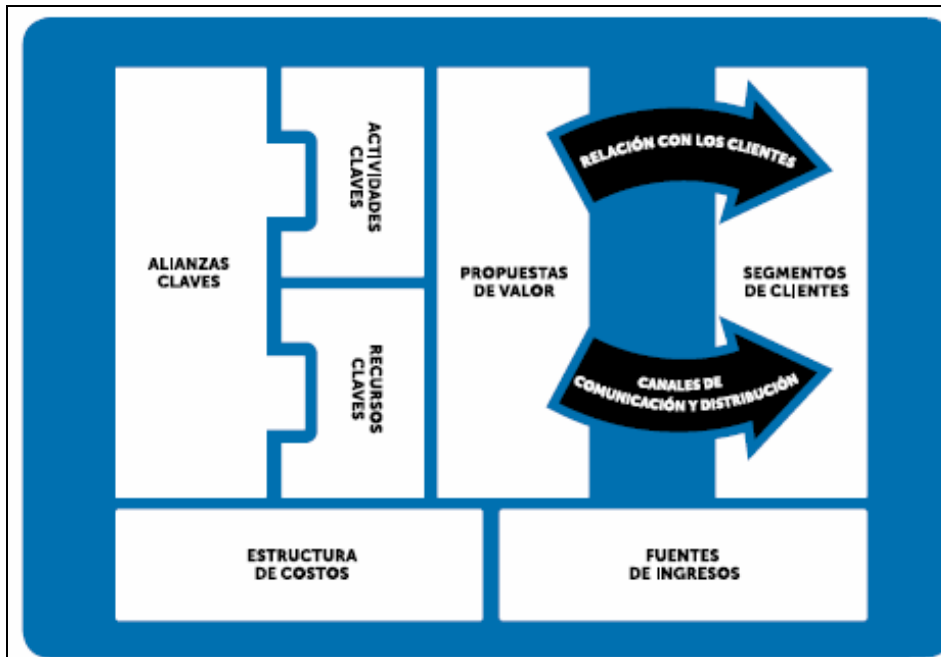 ALIANZAS
CLAVES
ACTIVIDADES
CLAVES
RECURSOS
CLAVES
PROPUESTAS
DE VALOR
RELACIÓN CON LOS CLIENTES
CANALES DE
COMUNICACIÓN Y DISTRIBUCIÓN
SEGMENTOS
DE CLIENTES
ESTRUCTURA
DE COSTOS
FUENTES
DE INGRESOS